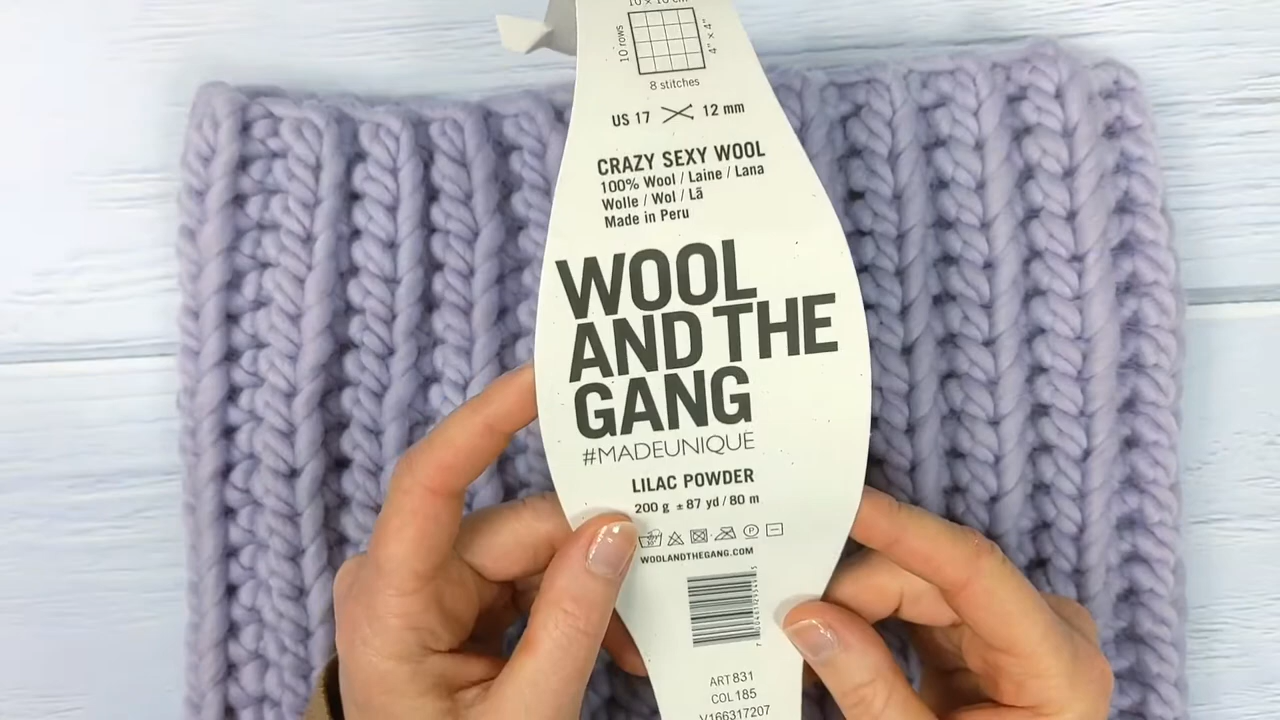 10 × 10 cm
10 rows
4" × 4"
8 stitches
US 17 12 mm
CRAZY SEXY WOOL
100% Wool / Laine / Lana
Wolle / Wol / Lã
Made in Peru
WOOL
AND THE
GANG
#MADEUNIQUE
LILAC POWDER
200 g ± 87 yd / 80 m
P
WOOLANDTHEGANG.COM
ART 831
COL 185
V166317207